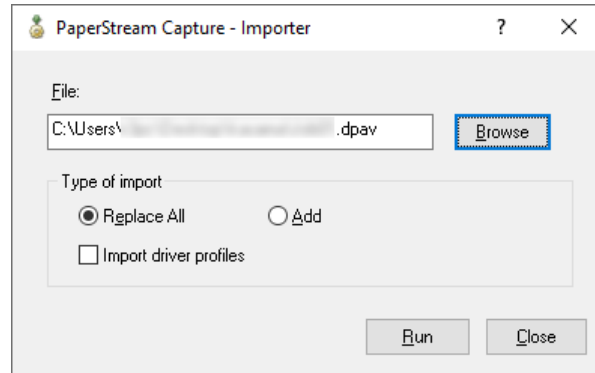 PaperStream Capture - Importer
File:
C:\Users\ .dpav
Browse
Type of import
Replace All Add
Import driver profiles
Run Close